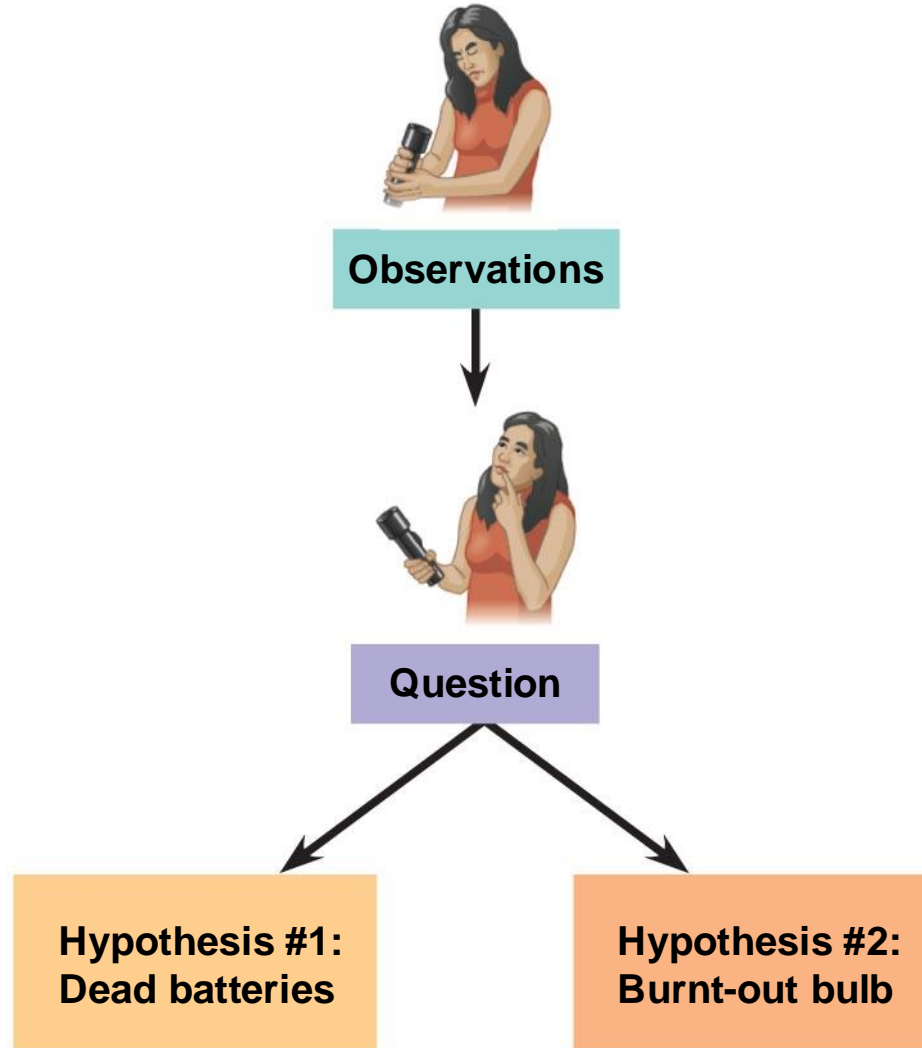 Observations
Question
Hypothesis #1:
Dead batteries
Hypothesis #2:
Burnt-out bulb